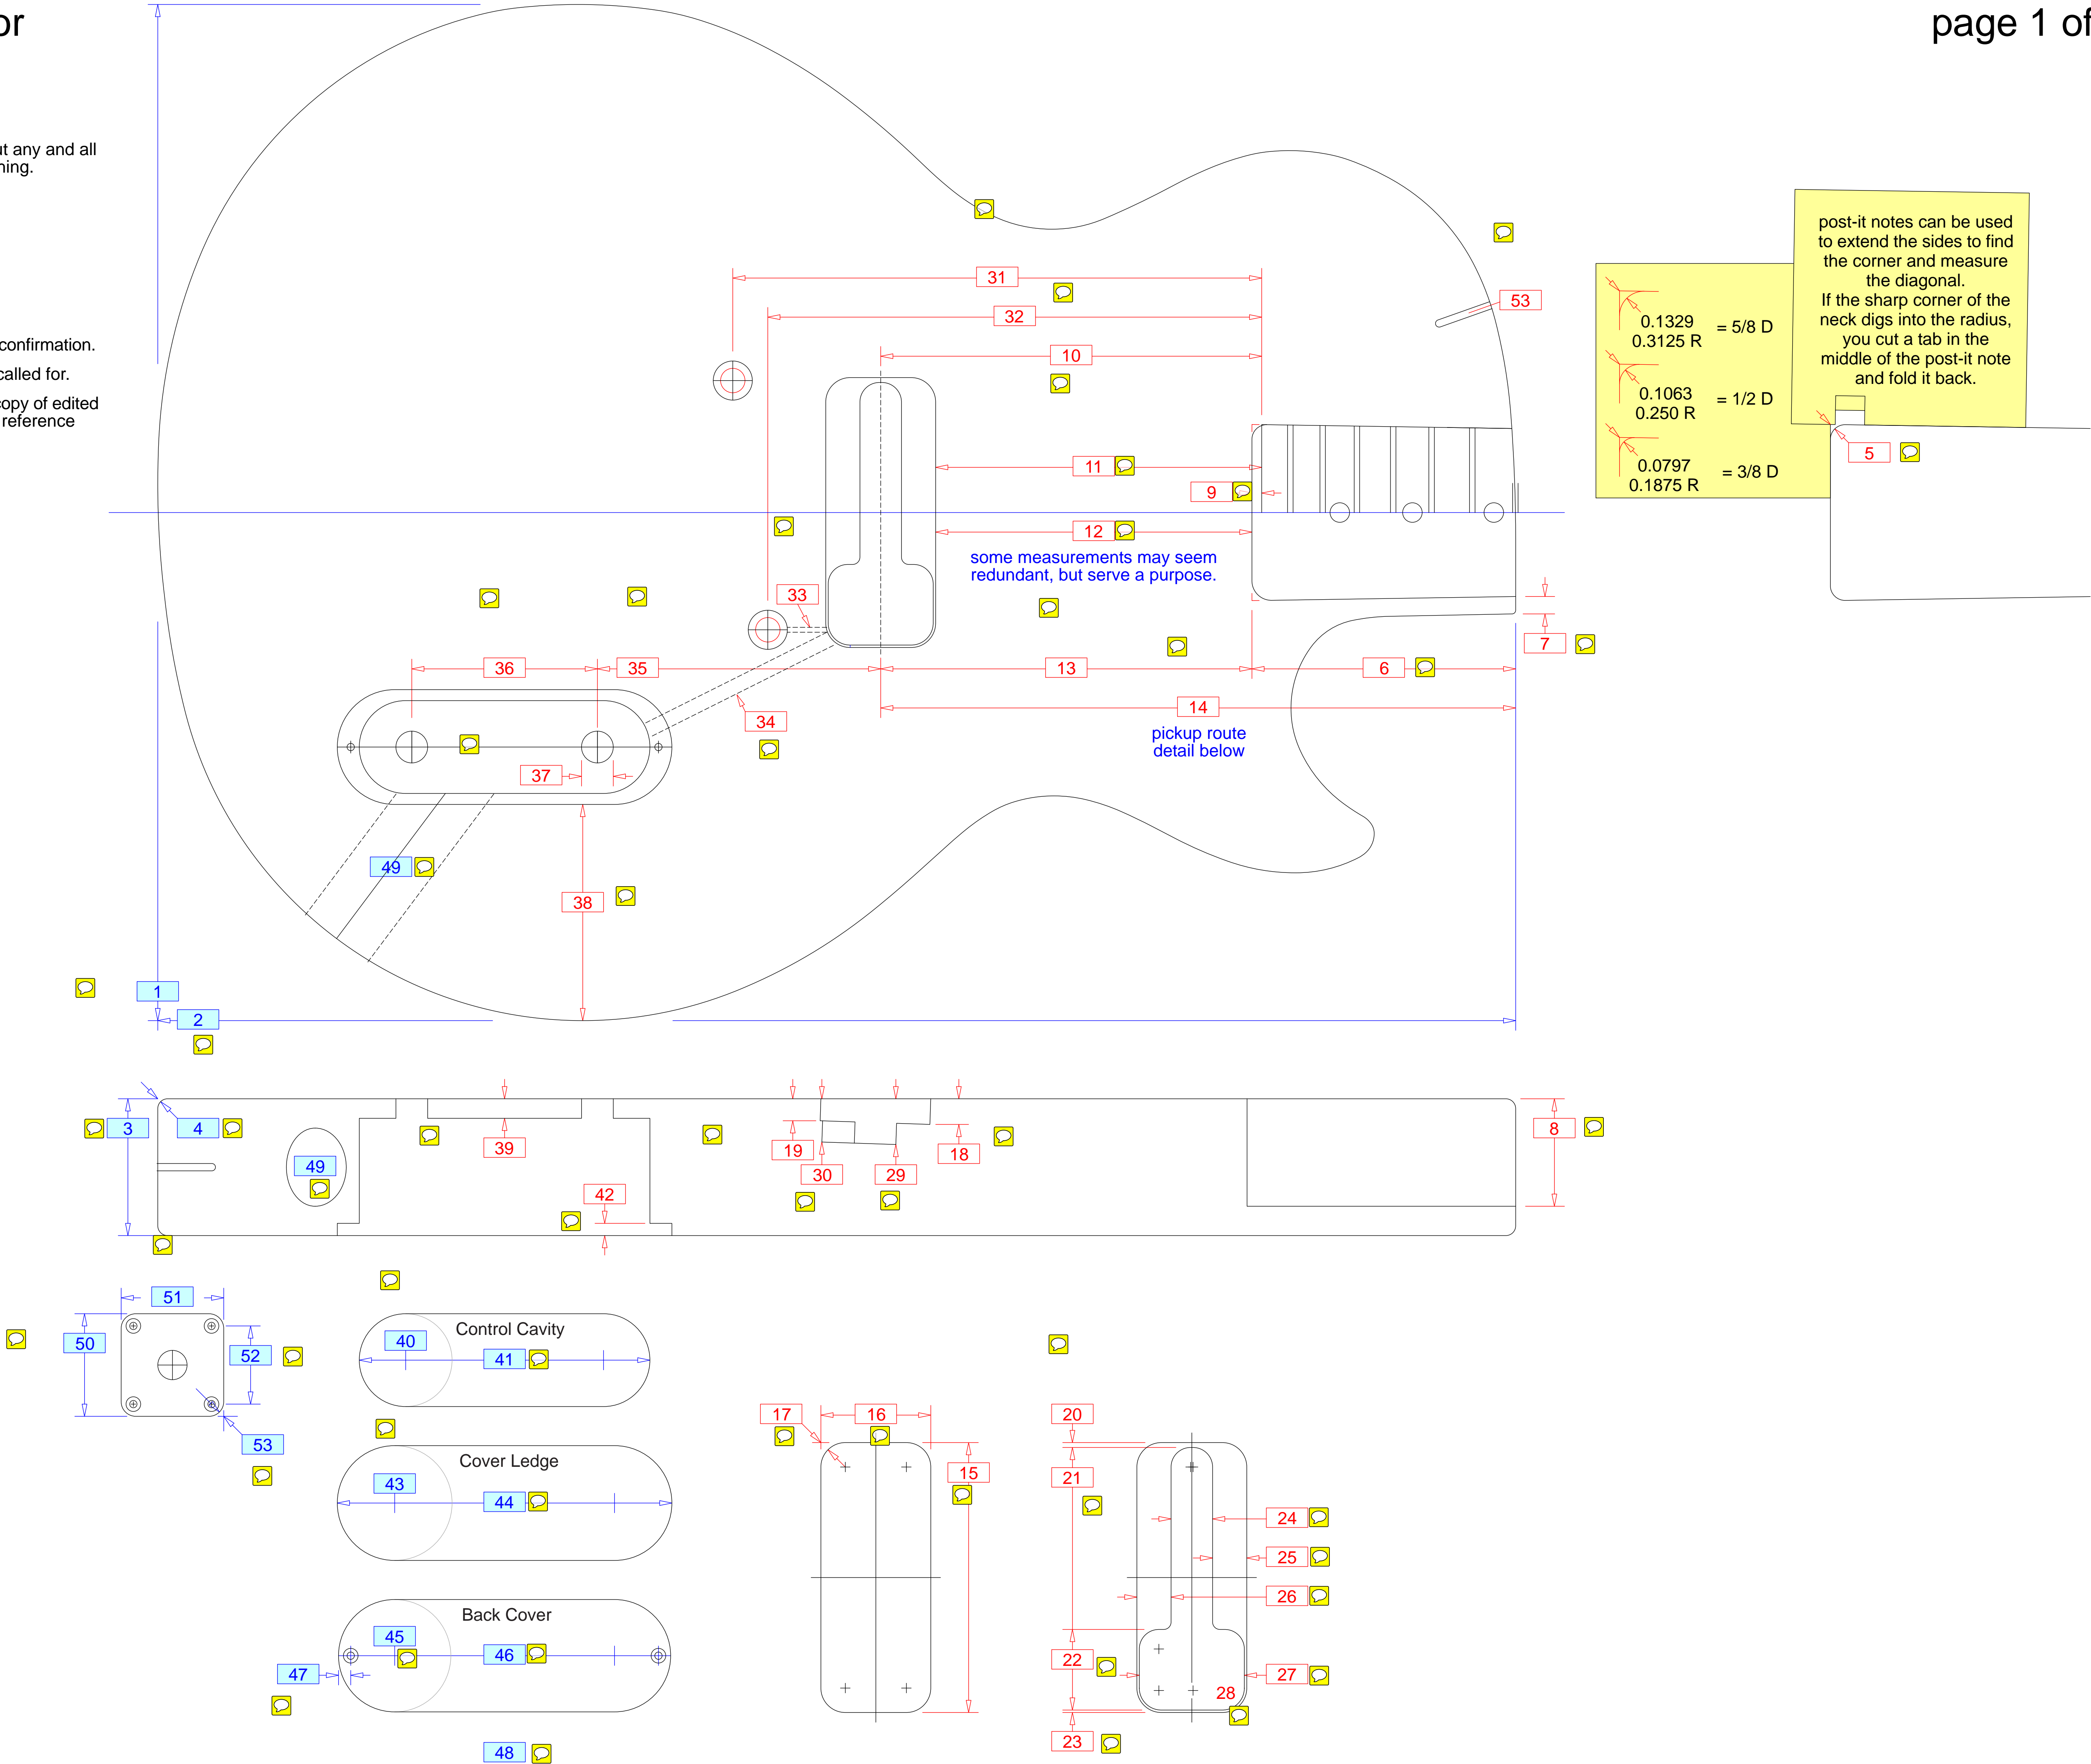 or
page 1 of
ut any and all
ning.
confirmation.
called for.
copy of edited
reference
31
32
10
53
11
9
12
some measurements may seem
redundant, but serve a purpose.
33
36
35
13
6
7
14
34
pickup route
detail below
37
49
38
1
2
post-it notes can be used
to extend the sides to find
the corner and measure
the diagonal.
If the sharp corner of the
neck digs into the radius,
you cut a tab in the
middle of the post-it note
and fold it back.
0.1329
0.3125 R
= 5/8 D
0.1063
0.250 R
= 1/2 D
0.0797
0.1875 R
= 3/8 D
5
3
4
49
39
42
19
30
29
18
8
51
50
52
53
Control Cavity
40
41
Cover Ledge
43
44
Back Cover
45
46
47
48
17
16
15
20
21
24
25
26
22
27
28
23